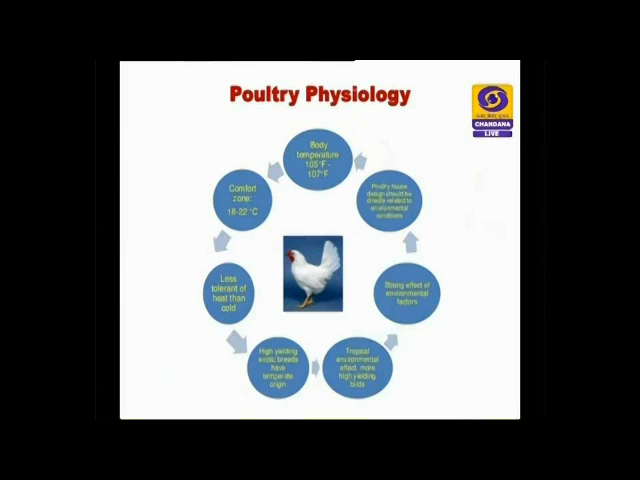 Poultry Physiology
CHANDANA
LIVE
Body
temperature
105°F -
107°F
Comfort
zone:
18-22 °C
Less
tolerant of
heat than
cold
High yielding
exotic breeds
have
temperate
origin
Tropical
environmental
effect more
high yielding
birds
Strong effect of
environmental
factors
Poultry house
design should be
directly related to
environmental
conditions